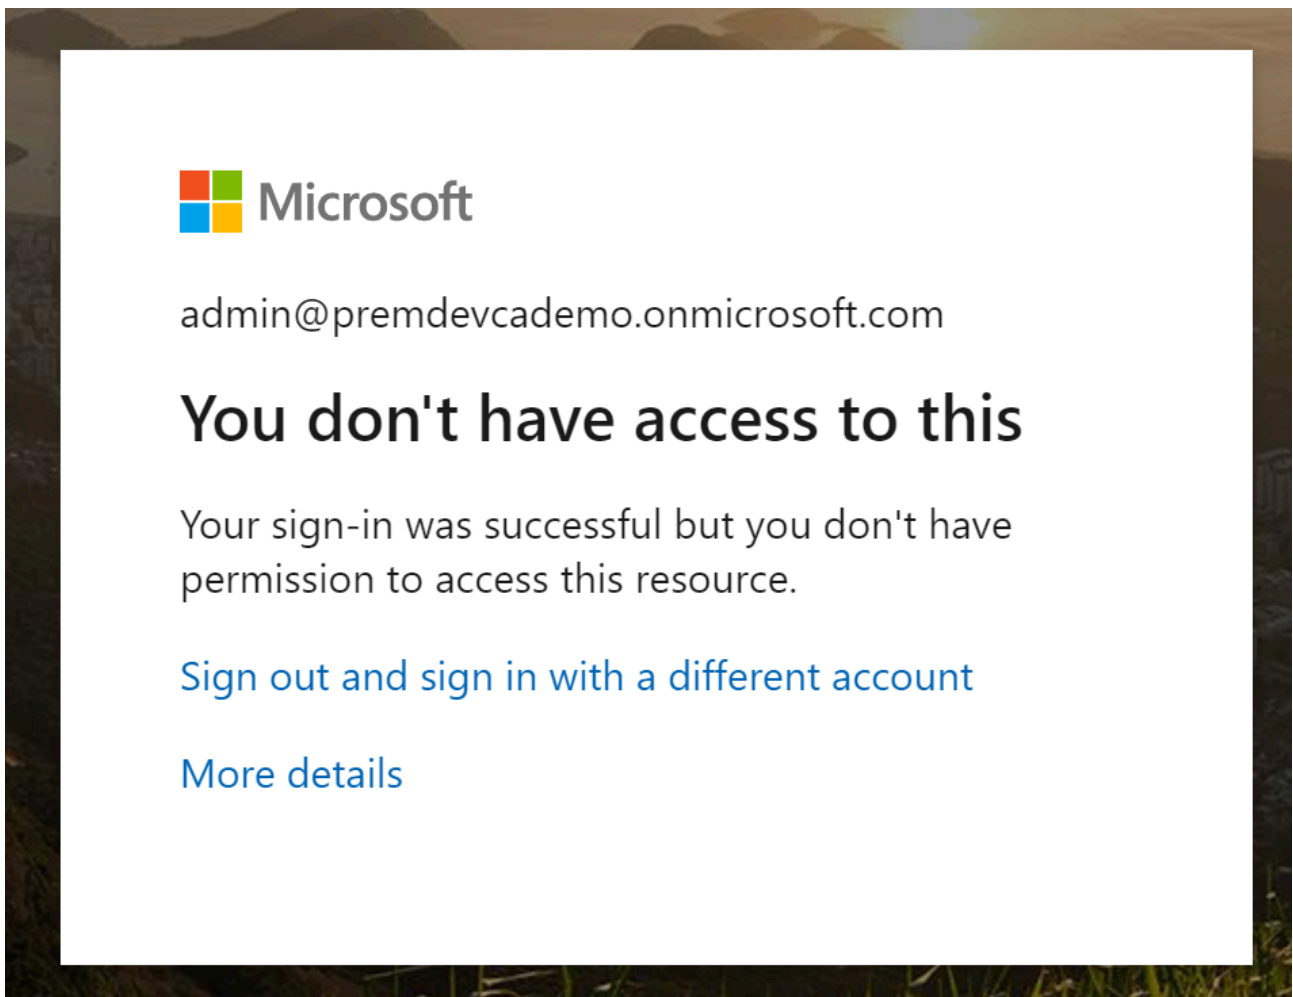 Microsoft
admin@premdevcademo.onmicrosoft.com
You don't have access to this
Your sign-in was successful but you don't have
permission to access this resource.
Sign out and sign in with a different account
More details